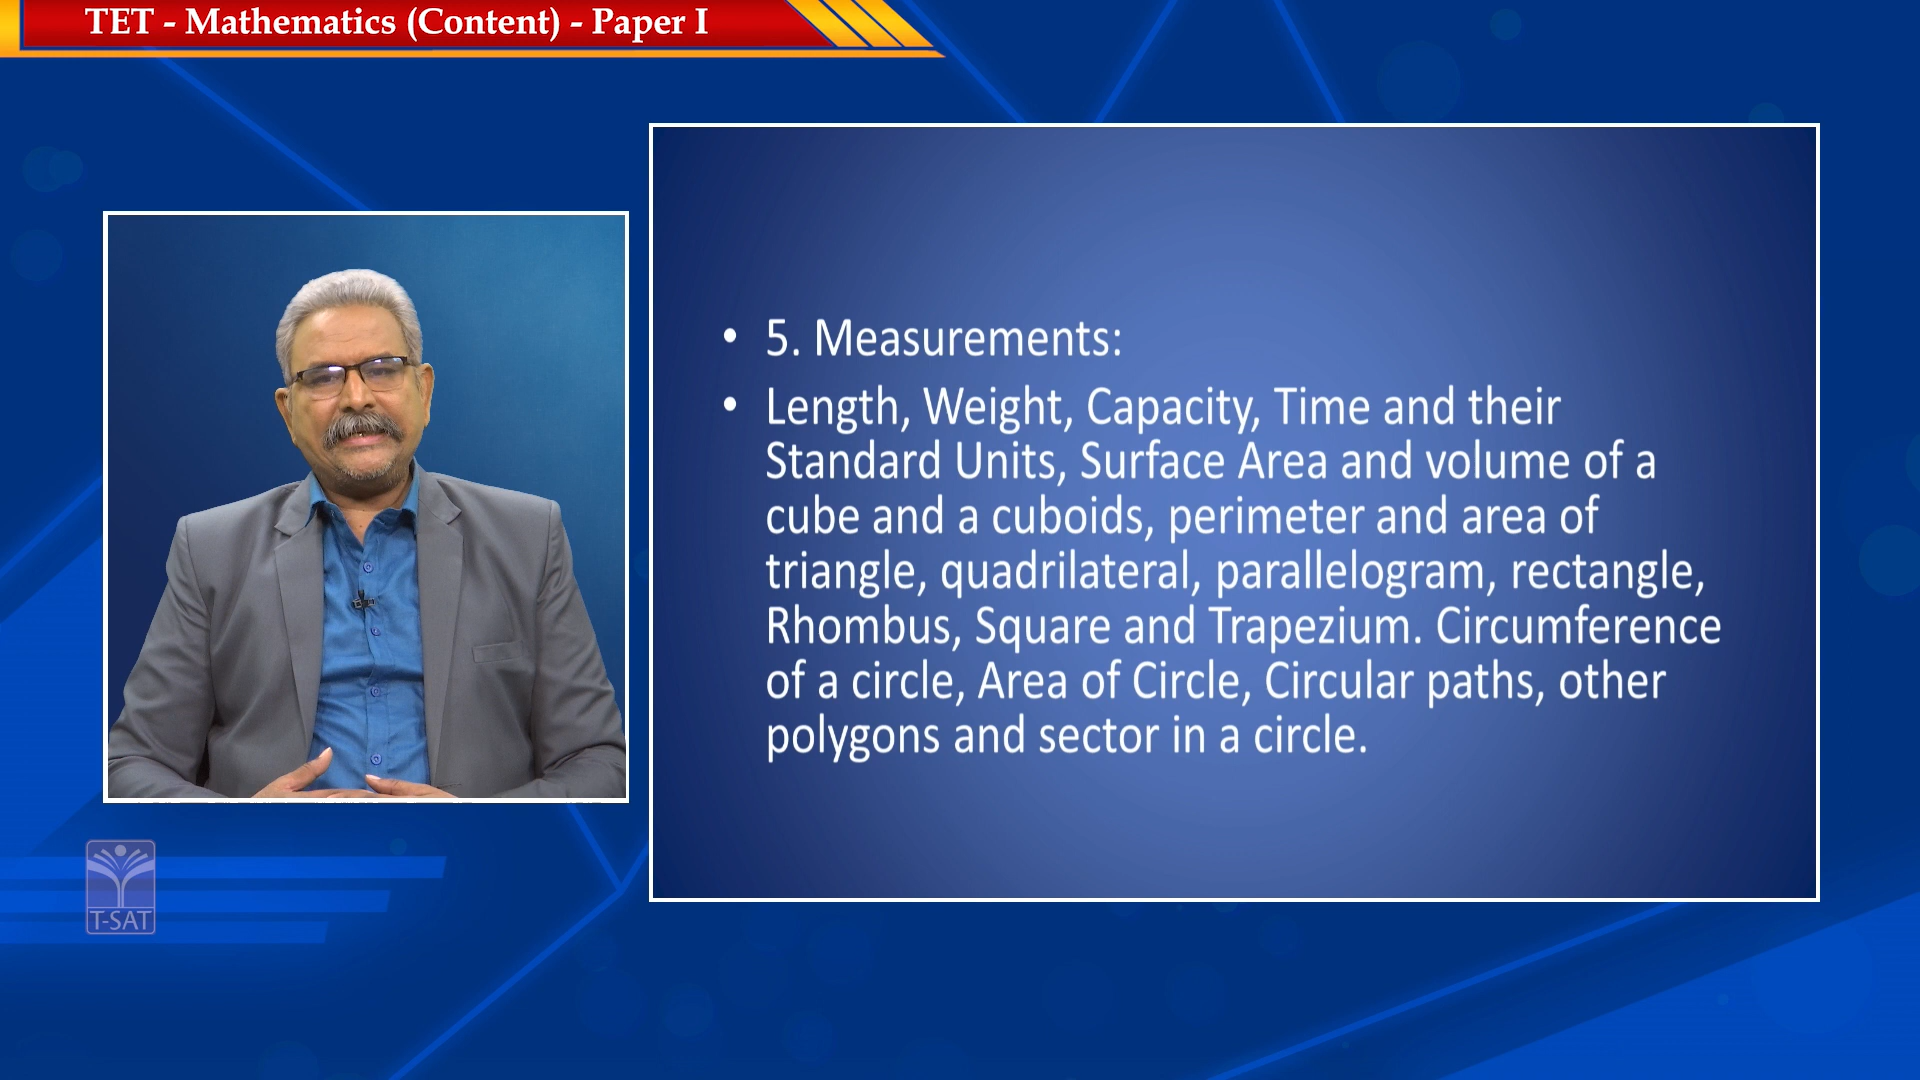 TET - Mathematics (Content) - Paper I
• 5. Measurements:
• Length, Weight, Capacity, Time and their
Standard Units, Surface Area and volume of a
cube and a cuboids, perimeter and area of
triangle, quadrilateral, parallelogram, rectangle,
Rhombus, Square and Trapezium. Circumference
of a circle, Area of Circle, Circular paths, other
polygons and sector in a circle.
T-SAT